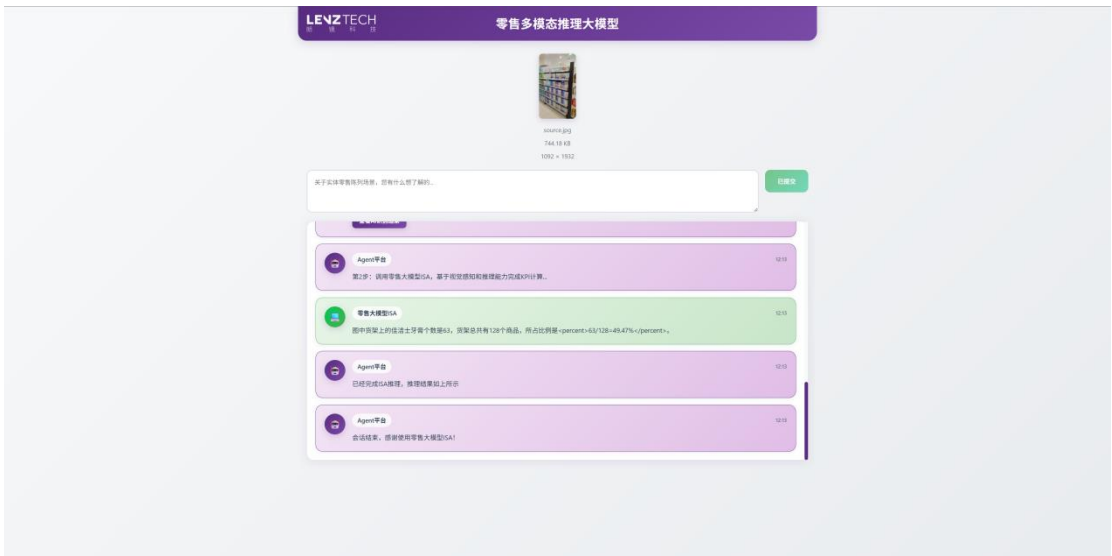 LENZTECH
零售多模态推理大模型
source.jpg
744.18 KB
1092 × 1932
关于实体零售陈列场景，您有什么想了解的...
已提交
Agent平台
12:13
第2步：调用零售大模型ISA，基于视觉感知和推理能力完成KPI计算...
零售大模型ISA
12:13
图中货架上的佳洁士牙膏个数是63，货架总共有128个商品，所占比例是<percent>63/128=49.47%</percent>。
Agent平台
12:13
已经完成ISA推理，推理结果如上所示
Agent平台
12:13
会话结束，感谢使用零售大模型ISA！